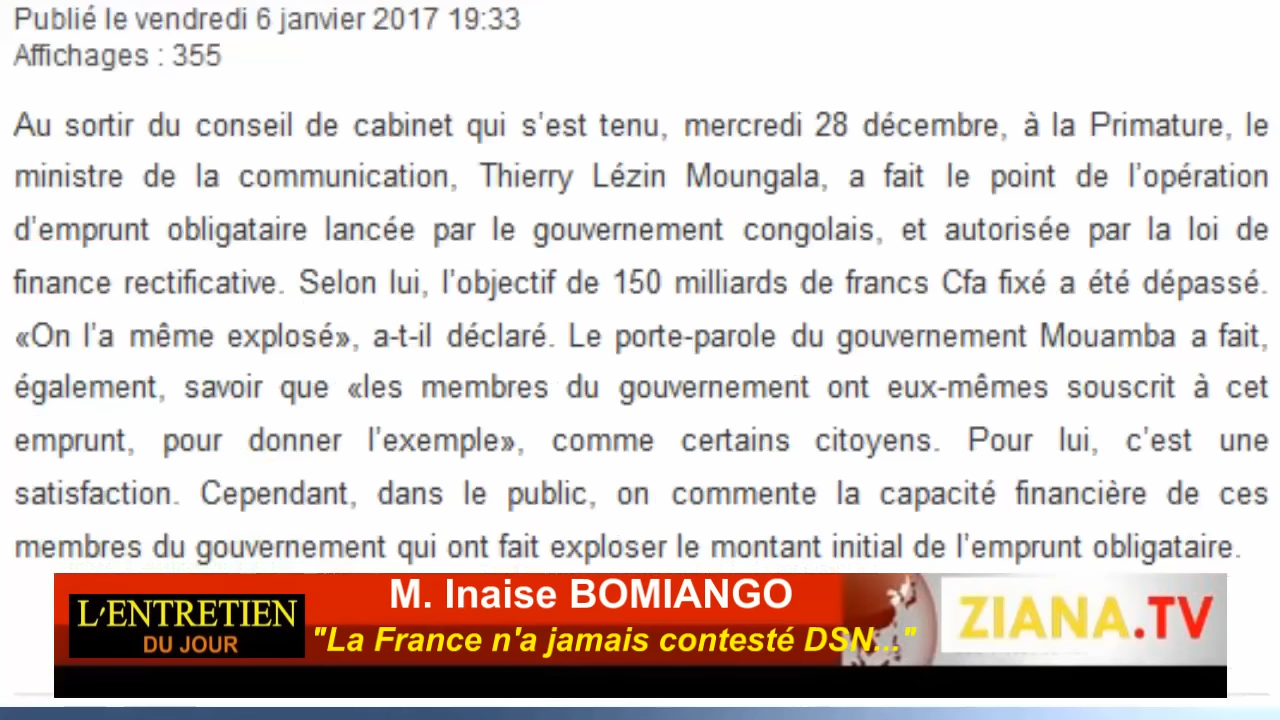 Publié le vendredi 6 janvier 2017 19:33
Affichages : 355
Au sortir du conseil de cabinet qui s'est tenu, mercredi 28 décembre, à la Primature, le
ministre de la communication, Thierry Lézin Moungala, a fait le point de l'opération
d'emprunt obligataire lancée par le gouvernement congolais, et autorisée par la loi de
finance rectificative. Selon lui, l'objectif de 150 milliards de francs Cfa fixé a été dépassé.
«On l'a même explosé», a-t-il déclaré. Le porte-parole du gouvernement Mouamba a fait,
également, savoir que «les membres du gouvernement ont eux-mêmes souscrit à cet
emprunt, pour donner l'exemple», comme certains citoyens. Pour lui, c'est une
satisfaction. Cependant, dans le public, on commente la capacité financière de ces
membres du gouvernement qui ont fait exploser le montant initial de l'emprunt obligataire.
L'ENTRETIEN
DU JOUR
M. Inaise BOMIANGO
"La France n'a jamais contesté DSN..."
ZIANA.TV